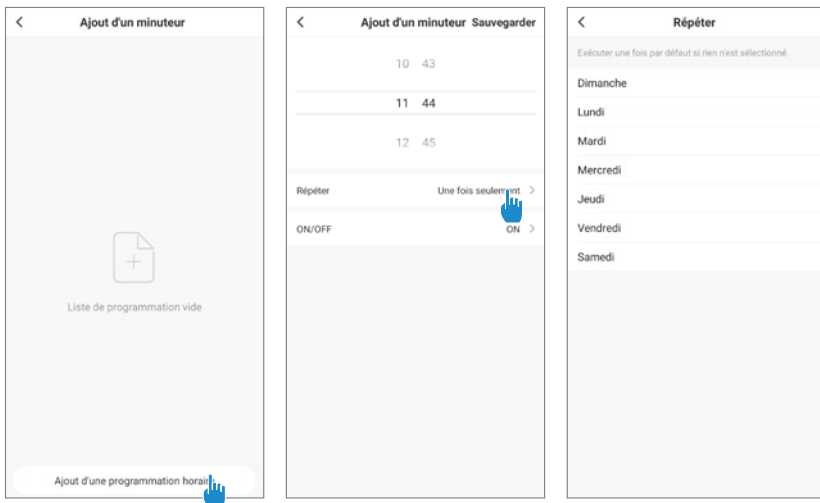 Ajout d'un minuteur
Liste de programmation vide
Ajout d'une programmation horaire
Ajout d'un minuteur Sauvegarder
10 43
11 44
12 45
Répéter Une fois seulement
ON/OFF ON
Répéter
Exécuter une fois par défaut si rien n'est sélectionné
Dimanche
Lundi
Mardi
Mercredi
Jeudi
Vendredi
Samedi